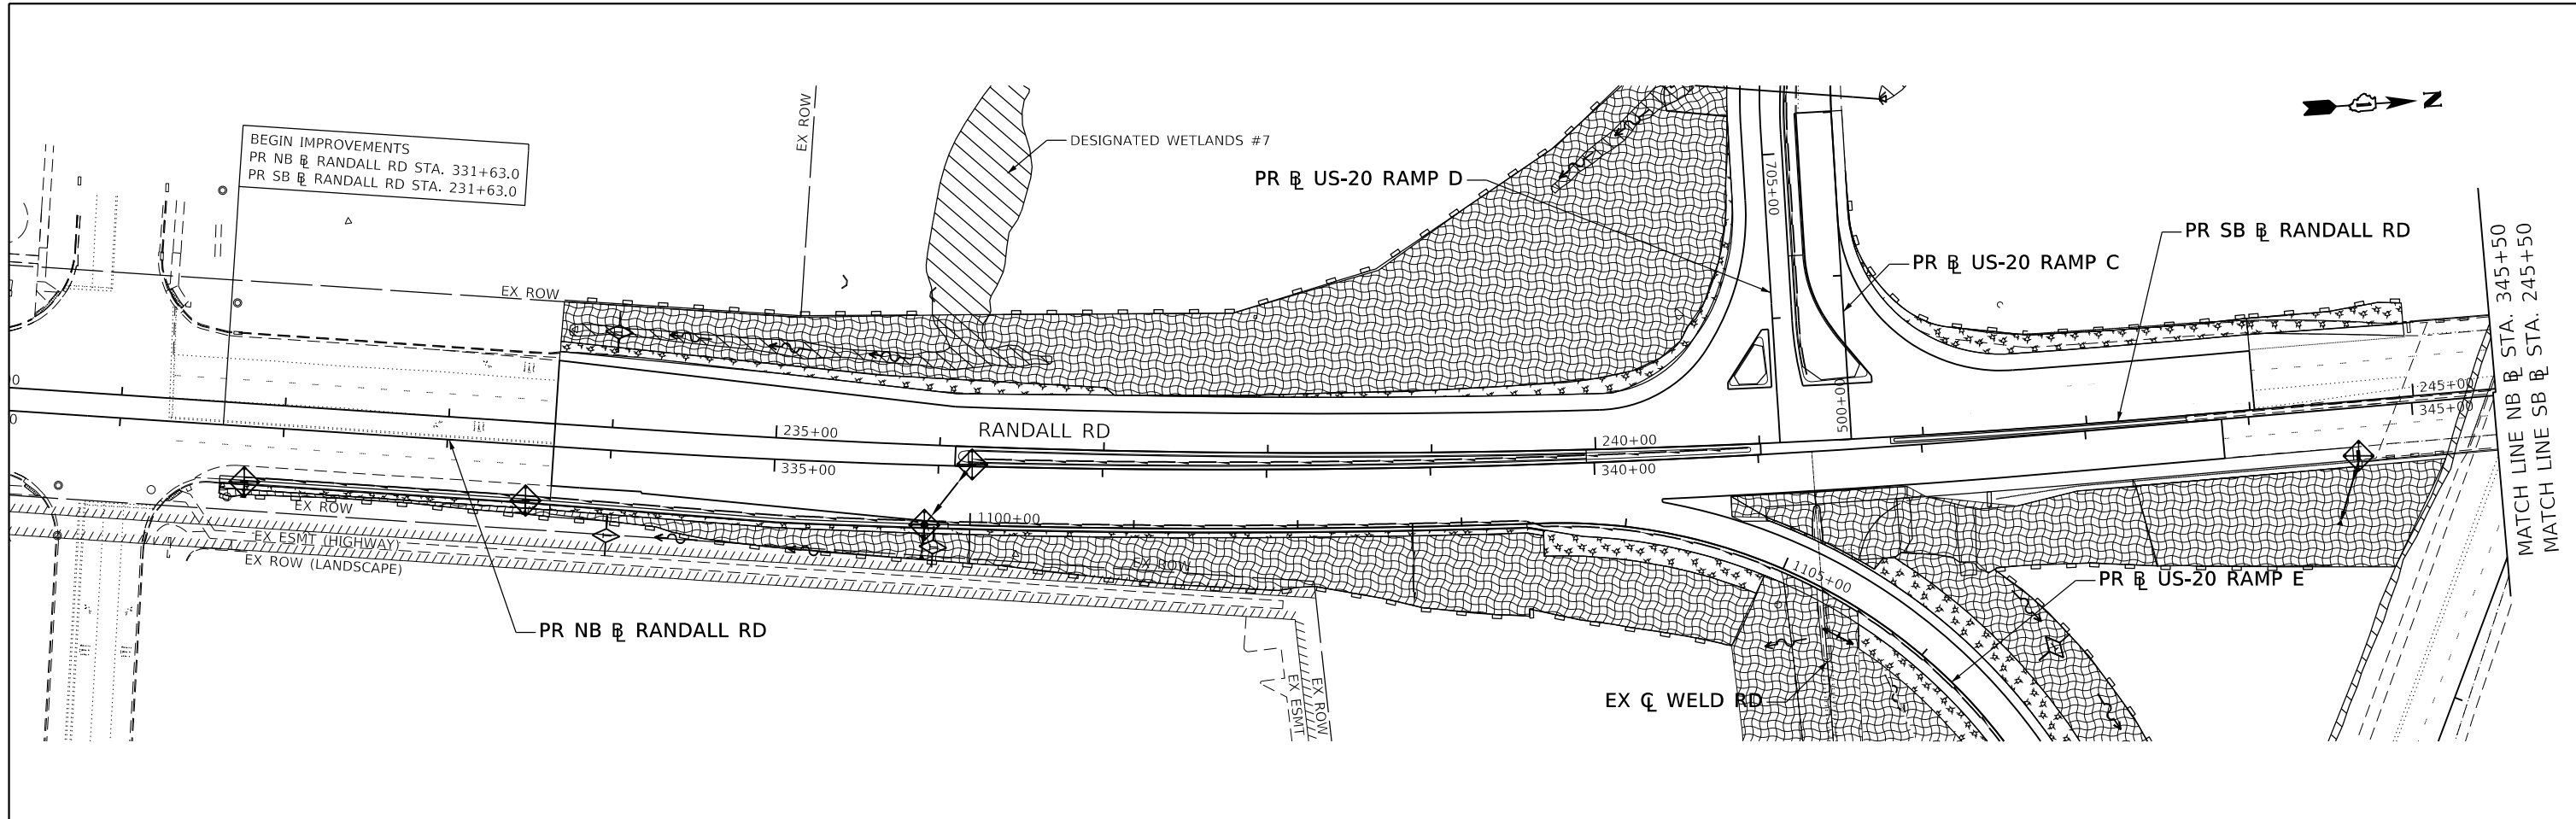 BEGIN IMPROVEMENTS
PR NB ⅊ RANDALL RD STA. 331+63.0
PR SB ⅊ RANDALL RD STA. 231+63.0
EX ROW
DESIGNATED WETLANDS #7
N
PR ⅊ US-20 RAMP D
705+00
PR SB ⅊ RANDALL RD
PR ⅊ US-20 RAMP C
EX ROW
MATCH LINE NB ⅊ STA. 345+50
MATCH LINE SB ⅊ STA. 245+50
245+00
345+00
500+00
235+00
RANDALL RD
240+00
335+00
340+00
EX ROW
1100+00
EX ESMT (HIGHWAY)
EX ROW (LANDSCAPE)
EX ROW
1105+00
PR ⅊ US-20 RAMP E
PR NB ⅊ RANDALL RD
EX ESMT
EX ROW
EX ℄ WELD RD